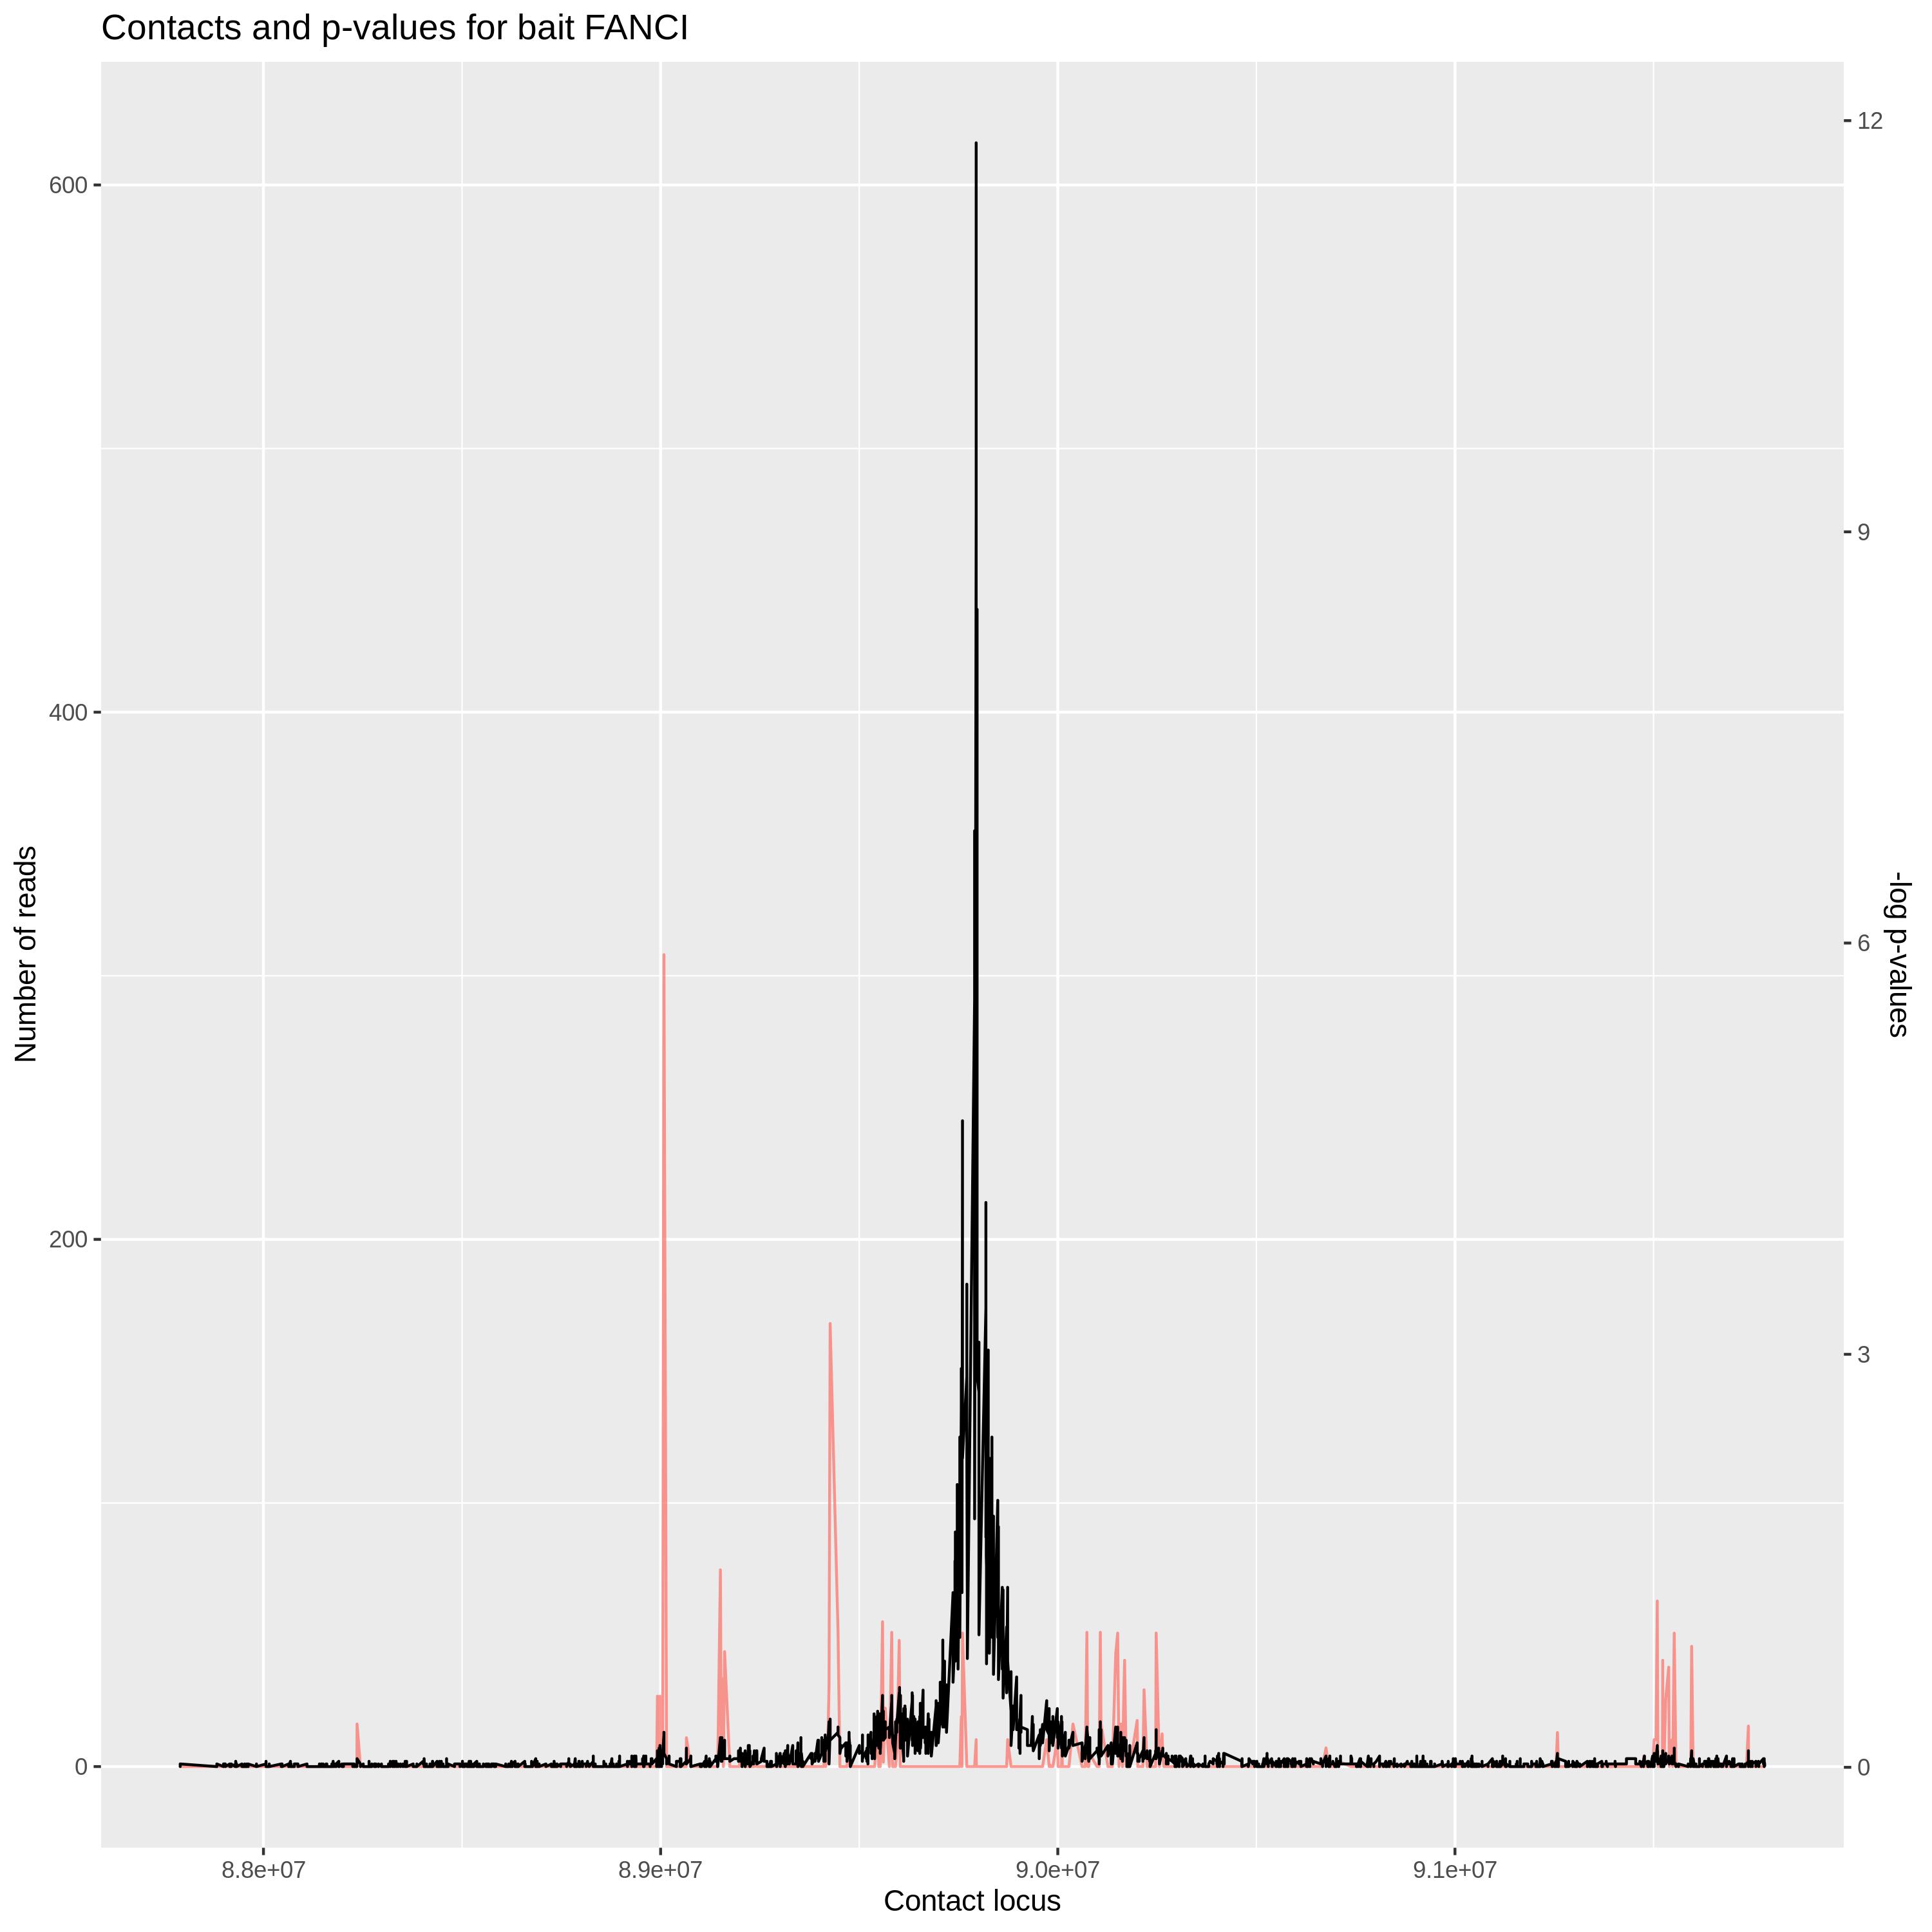 Contacts and p-values for bait FANCI
600
400
200
0
12
9
6
3
0
Number of reads
-log p-values
8.8e+07
8.9e+07
9.0e+07
9.1e+07
Contact locus